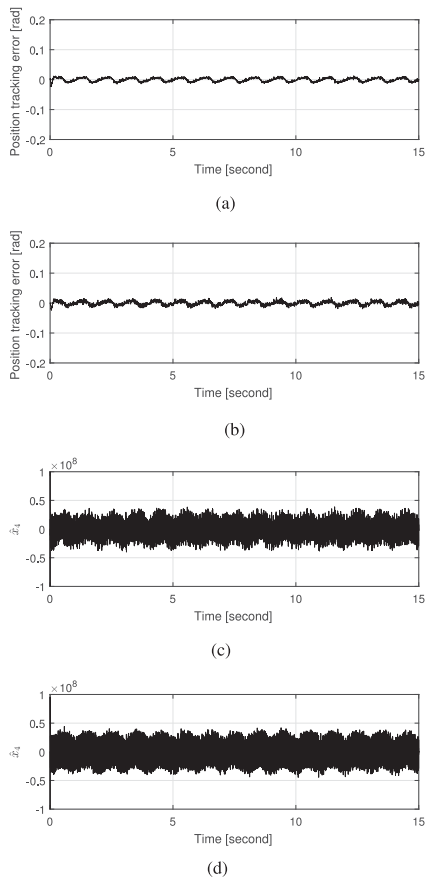 0.2
0.1
0
-0.1
-0.2
Position tracking error [rad]
0 5 10 15
Time [second]
(a)
0.2
0.1
0
-0.1
-0.2
Position tracking error [rad]
0 5 10 15
Time [second]
(b)
×10⁸
1
0.5
0
-0.5
-1
x̂₄
0 5 10 15
Time [second]
(c)
×10⁸
1
0.5
0
-0.5
-1
x̂₄
0 5 10 15
Time [second]
(d)